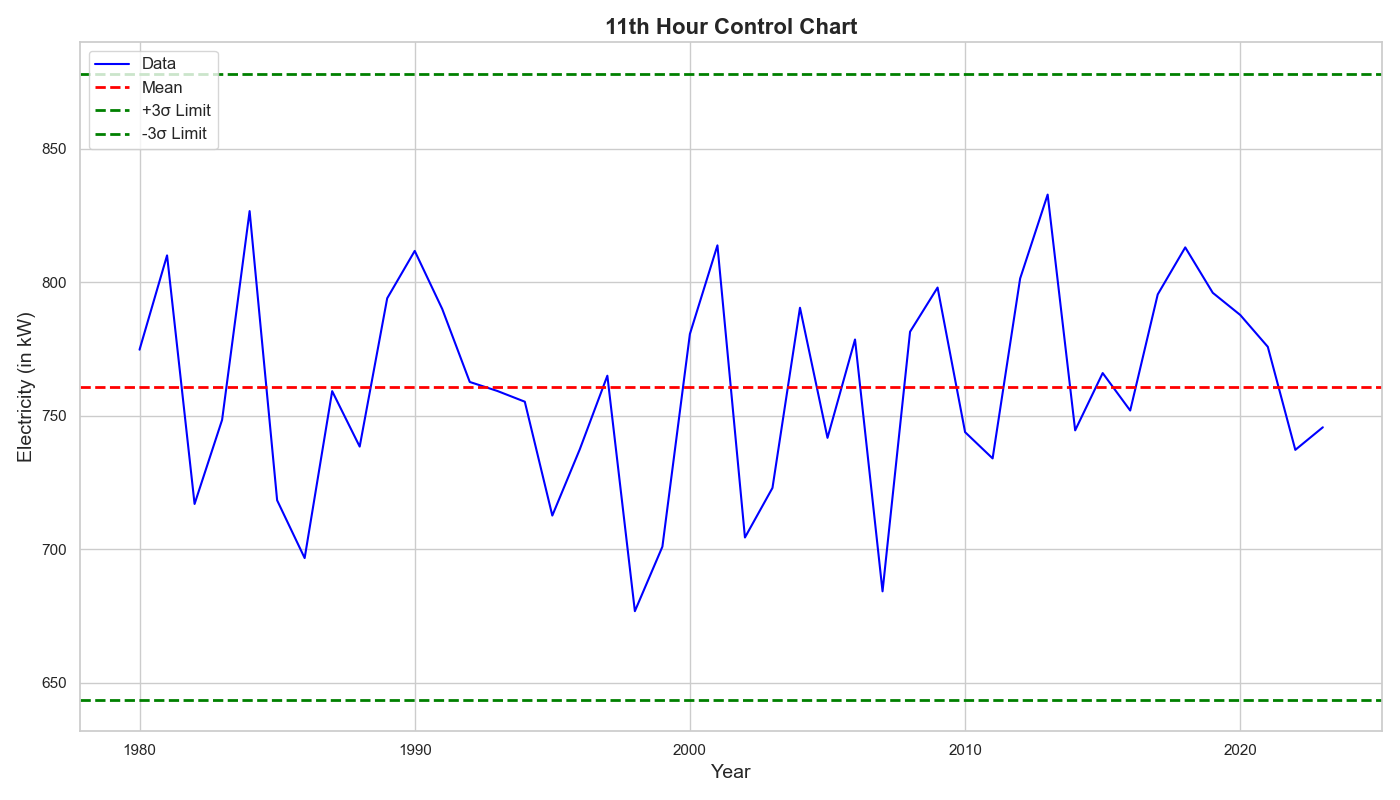 11th Hour Control Chart
Data
Mean
+3σ Limit
-3σ Limit
850
800
750
700
650
Electricity (in kW)
1980 1990 2000 2010 2020
Year